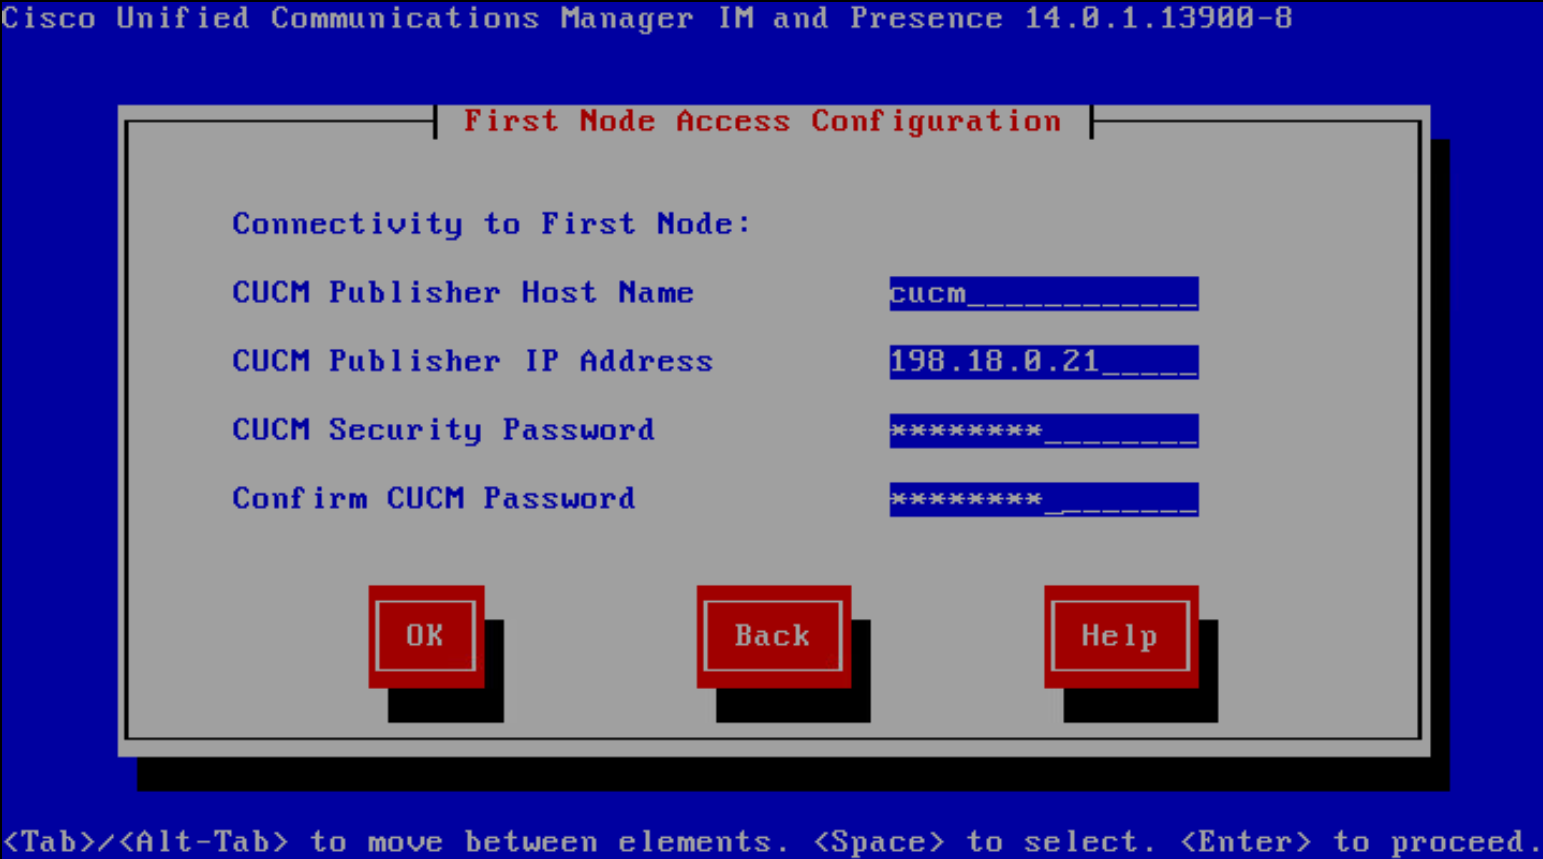 Cisco Unified Communications Manager IM and Presence 14.0.1.13900-8
First Node Access Configuration
Connectivity to First Node:
CUCM Publisher Host Name cucm____________
CUCM Publisher IP Address 198.18.0.21_____
CUCM Security Password ********________
Confirm CUCM Password ********________
OK Back Help
<Tab>/<Alt-Tab> to move between elements. <Space> to select. <Enter> to proceed.